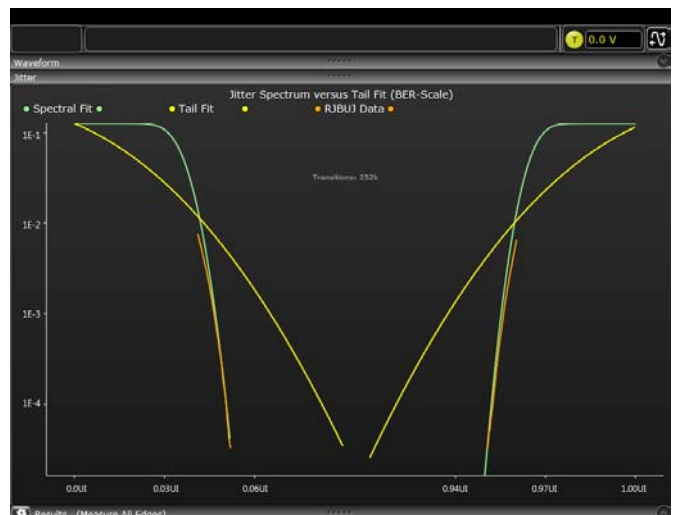 T 0.0 V
Waveform
Jitter
Jitter Spectrum versus Tail Fit (BER-Scale)
Spectral Fit Tail Fit RJBUJ Data
1E-1
Transitions: 232k
1E-2
1E-3
1E-4
0.0UI 0.03UI 0.06UI 0.94UI 0.97UI 1.00UI
Results (Measure All Edges)